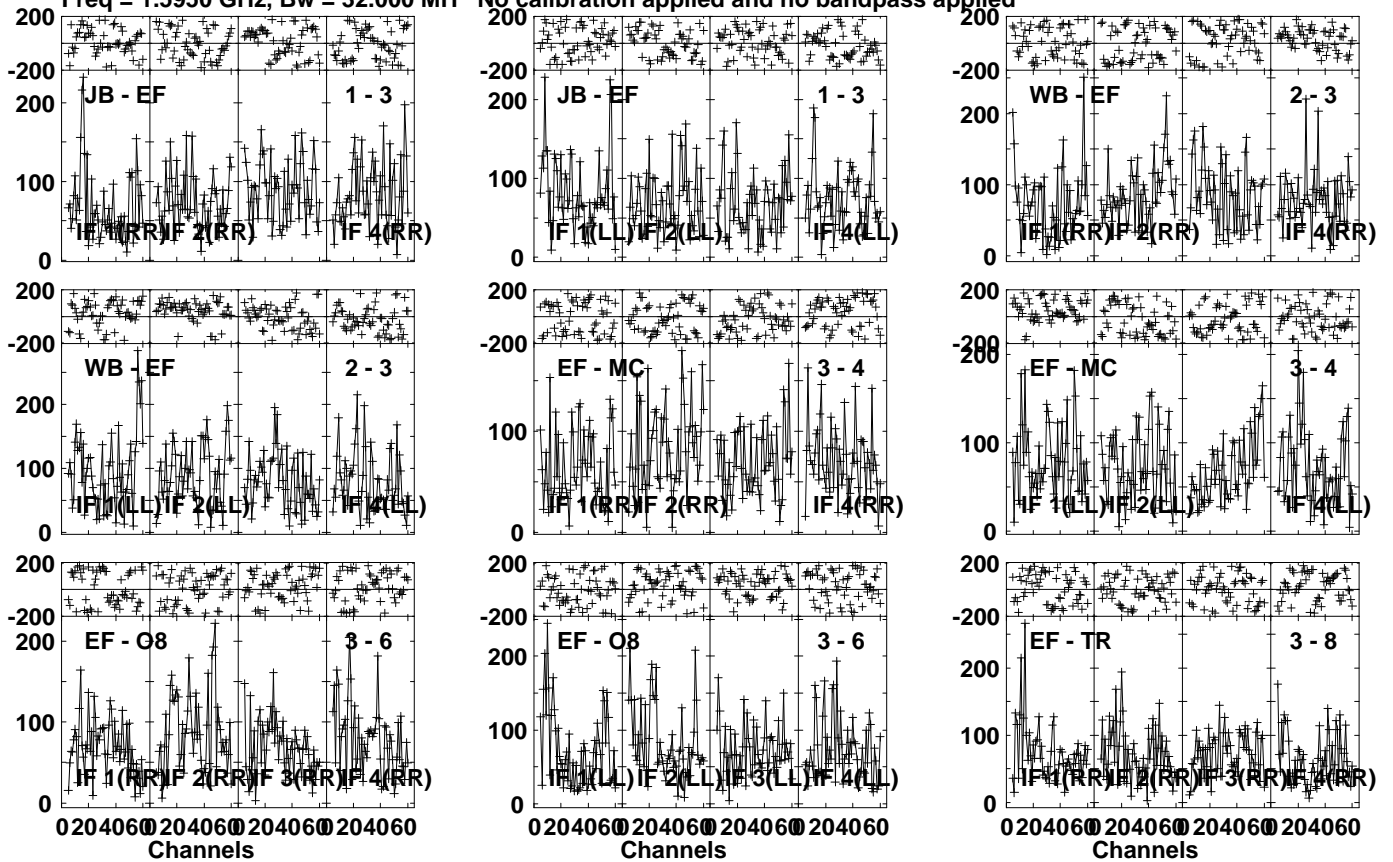 Freq = 1.5950 GHz, Bw = 32.000 MH No calibration applied and no bandpass applied
200
-200
JB - EF 1 - 3
200
100
0
IF 1(RR) IF 2(RR) IF 4(RR)
200
-200
JB - EF 1 - 3
200
100
0
IF 1(LL) IF 2(LL) IF 4(LL)
200
-200
WB - EF 2 - 3
200
100
0
IF 1(RR) IF 2(RR) IF 4(RR)
200
-200
WB - EF 2 - 3
200
100
0
IF 1(LL) IF 2(LL) IF 4(LL)
200
-200
EF - MC 3 - 4
100
0
IF 1(RR) IF 2(RR) IF 4(RR)
200
-200
EF - MC 3 - 4
200
100
0
IF 1(LL) IF 2(LL) IF 4(LL)
200
-200
EF - O8 3 - 6
200
100
0
IF 1(RR) IF 2(RR) IF 3(RR) IF 4(RR)
0 20 40 60 0 20 40 60 0 20 40 60 0 20 40 60
Channels
200
-200
EF - O8 3 - 6
200
100
0
IF 1(LL) IF 2(LL) IF 3(LL) IF 4(LL)
0 20 40 60 0 20 40 60 0 20 40 60 0 20 40 60
Channels
200
-200
EF - TR 3 - 8
200
100
0
IF 1(RR) IF 2(RR) IF 3(RR) IF 4(RR)
0 20 40 60 0 20 40 60 0 20 40 60 0 20 40 60
Channels